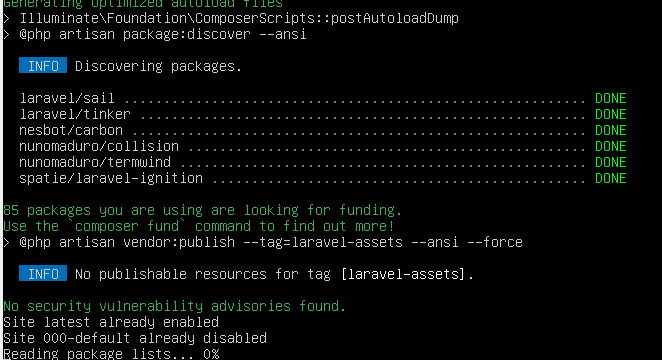 Generating optimized autoload files
> Illuminate\Foundation\ComposerScripts::postAutoloadDump
> @php artisan package:discover --ansi
INFO Discovering packages.
laravel/sail ........................................................... DONE
laravel/tinker ......................................................... DONE
nesbot/carbon .......................................................... DONE
nunomaduro/collision ................................................... DONE
nunomaduro/termwind .................................................... DONE
spatie/laravel-ignition ................................................ DONE
85 packages you are using are looking for funding.
Use the `composer fund` command to find out more!
> @php artisan vendor:publish --tag=laravel-assets --ansi --force
INFO No publishable resources for tag [laravel-assets].
No security vulnerability advisories found.
Site latest already enabled
Site 000-default already disabled
Reading package lists... 0%